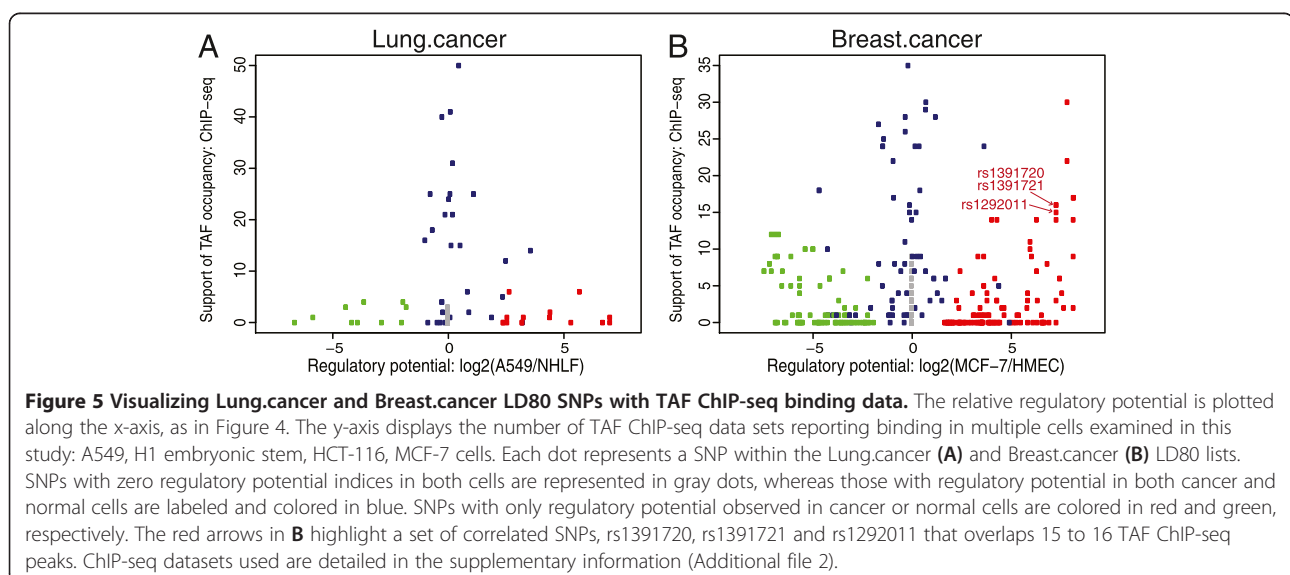 A
Lung.cancer
Support of TAF occupancy: ChIP−seq
50
40
30
20
10
0
−5
0
5
Regulatory potential: log2(A549/NHLF)
B
Breast.cancer
Support of TAF occupancy: ChIP−seq
35
30
25
20
15
10
5
0
rs1391720
rs1391721
rs1292011
−5
0
5
Regulatory potential: log2(MCF−7/HMEC)
Figure 5 Visualizing Lung.cancer and Breast.cancer LD80 SNPs with TAF ChIP-seq binding data. The relative regulatory potential is plotted
along the x-axis, as in Figure 4. The y-axis displays the number of TAF ChIP-seq data sets reporting binding in multiple cells examined in this
study: A549, H1 embryonic stem, HCT-116, MCF-7 cells. Each dot represents a SNP within the Lung.cancer (A) and Breast.cancer (B) LD80 lists.
SNPs with zero regulatory potential indices in both cells are represented in gray dots, whereas those with regulatory potential in both cancer and
normal cells are labeled and colored in blue. SNPs with only regulatory potential observed in cancer or normal cells are colored in red and green,
respectively. The red arrows in B highlight a set of correlated SNPs, rs1391720, rs1391721 and rs1292011 that overlaps 15 to 16 TAF ChIP-seq
peaks. ChIP-seq datasets used are detailed in the supplementary information (Additional file 2).